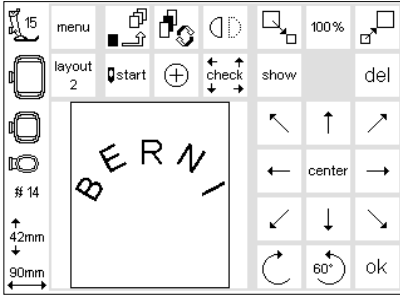 15 menu 100%
layout 2 start check show del
BERNI
center
# 14
42mm
90mm 60° ok